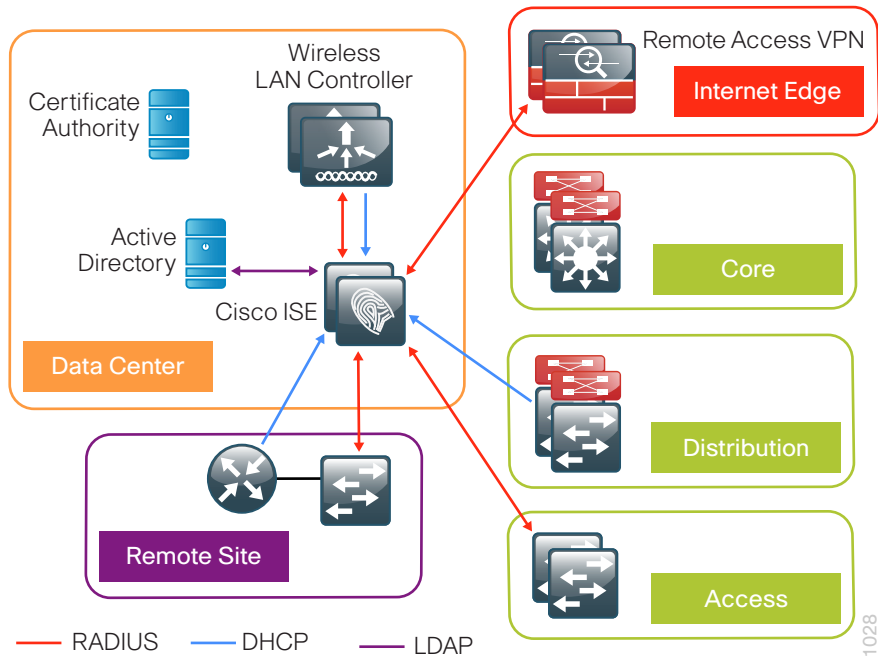 Wireless
LAN Controller
Certificate
Authority
Active
Directory
Cisco ISE
Data Center
Remote Access VPN
Internet Edge
Core
Distribution
Access
Remote Site
RADIUS
DHCP
LDAP
1028